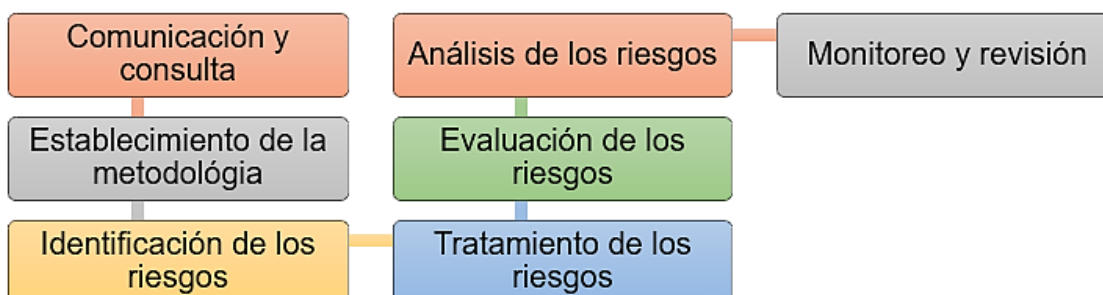 Comunicación y
consulta
Establecimiento de la
metodológia
Identificación de los
riesgos
Análisis de los riesgos
Evaluación de los
riesgos
Tratamiento de los
riesgos
Monitoreo y revisión